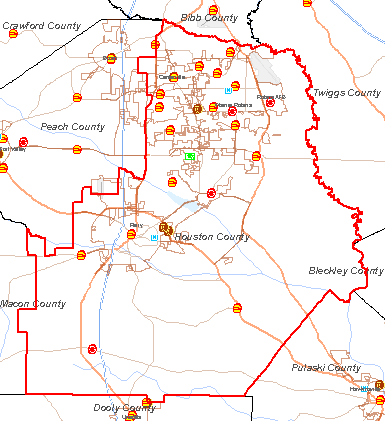 Bibb County
Crawford County
Centerville
Twiggs County
Robins AFB
Warner Robins
Peach County
Fort Valley
Perry
Houston County
Bleckley County
Macon County
Pulaski County
Dooly County